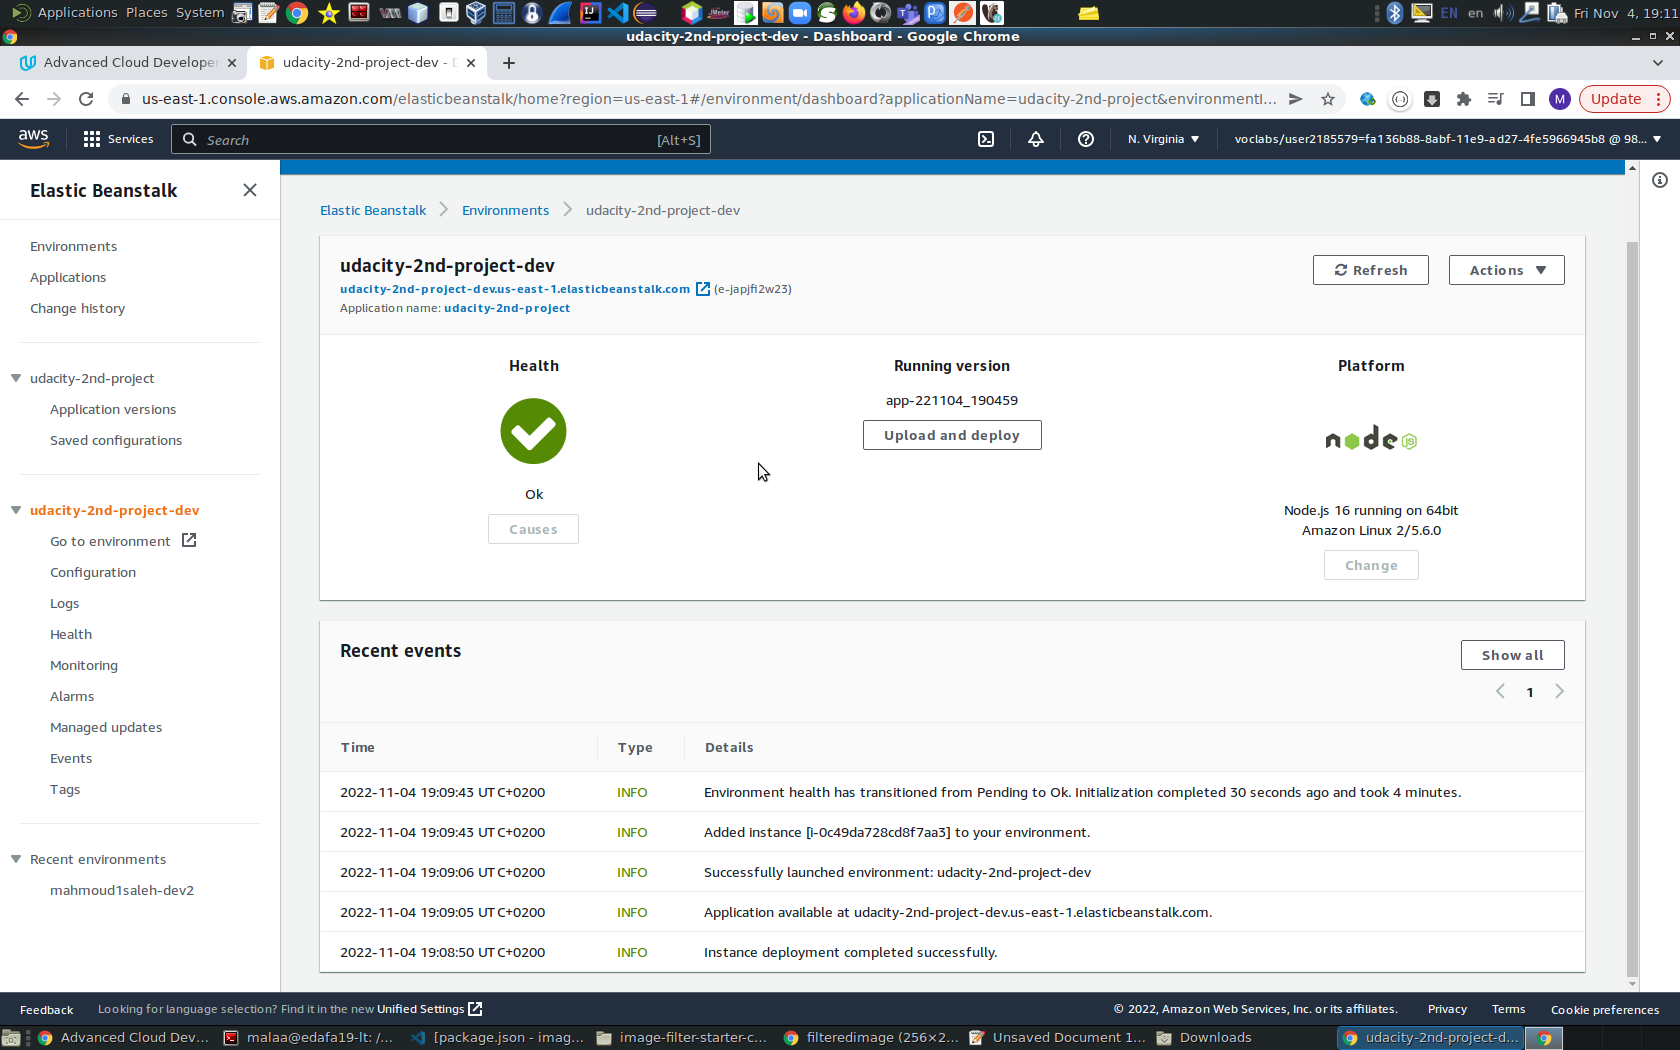 Applications Places System
EN en Fri Nov 4, 19:11
udacity-2nd-project-dev - Dashboard - Google Chrome
Advanced Cloud Develope
udacity-2nd-project-dev -
us-east-1.console.aws.amazon.com/elasticbeanstalk/home?region=us-east-1#/environment/dashboard?applicationName=udacity-2nd-project&environmentI...
M
Update
aws
Services
Search
[Alt+S]
N. Virginia
voclabs/user2185579=fa136b88-8abf-11e9-ad27-4fe5966945b8 @ 98...
Elastic Beanstalk
Environments
Applications
Change history
udacity-2nd-project
Application versions
Saved configurations
udacity-2nd-project-dev
Go to environment
Configuration
Logs
Health
Monitoring
Alarms
Managed updates
Events
Tags
Recent environments
mahmoud1saleh-dev2
Elastic Beanstalk
Environments
udacity-2nd-project-dev
udacity-2nd-project-dev
udacity-2nd-project-dev.us-east-1.elasticbeanstalk.com (e-japjfi2w23)
Application name: udacity-2nd-project
Refresh
Actions
Health
Ok
Causes
Running version
app-221104_190459
Upload and deploy
Platform
node JS
Node.js 16 running on 64bit
Amazon Linux 2/5.6.0
Change
Recent events
Show all
1
Time Type Details
2022-11-04 19:09:43 UTC+0200 INFO Environment health has transitioned from Pending to Ok. Initialization completed 30 seconds ago and took 4 minutes.
2022-11-04 19:09:43 UTC+0200 INFO Added instance [i-0c49da728cd8f7aa3] to your environment.
2022-11-04 19:09:06 UTC+0200 INFO Successfully launched environment: udacity-2nd-project-dev
2022-11-04 19:09:05 UTC+0200 INFO Application available at udacity-2nd-project-dev.us-east-1.elasticbeanstalk.com.
2022-11-04 19:08:50 UTC+0200 INFO Instance deployment completed successfully.
Feedback
Looking for language selection? Find it in the new Unified Settings
© 2022, Amazon Web Services, Inc. or its affiliates.
Privacy
Terms
Cookie preferences
Advanced Cloud Dev...
malaa@edafa19-lt: /...
[package.json - imag...
image-filter-starter-c...
filteredimage (256×2...
Unsaved Document 1...
Downloads
udacity-2nd-project-d...